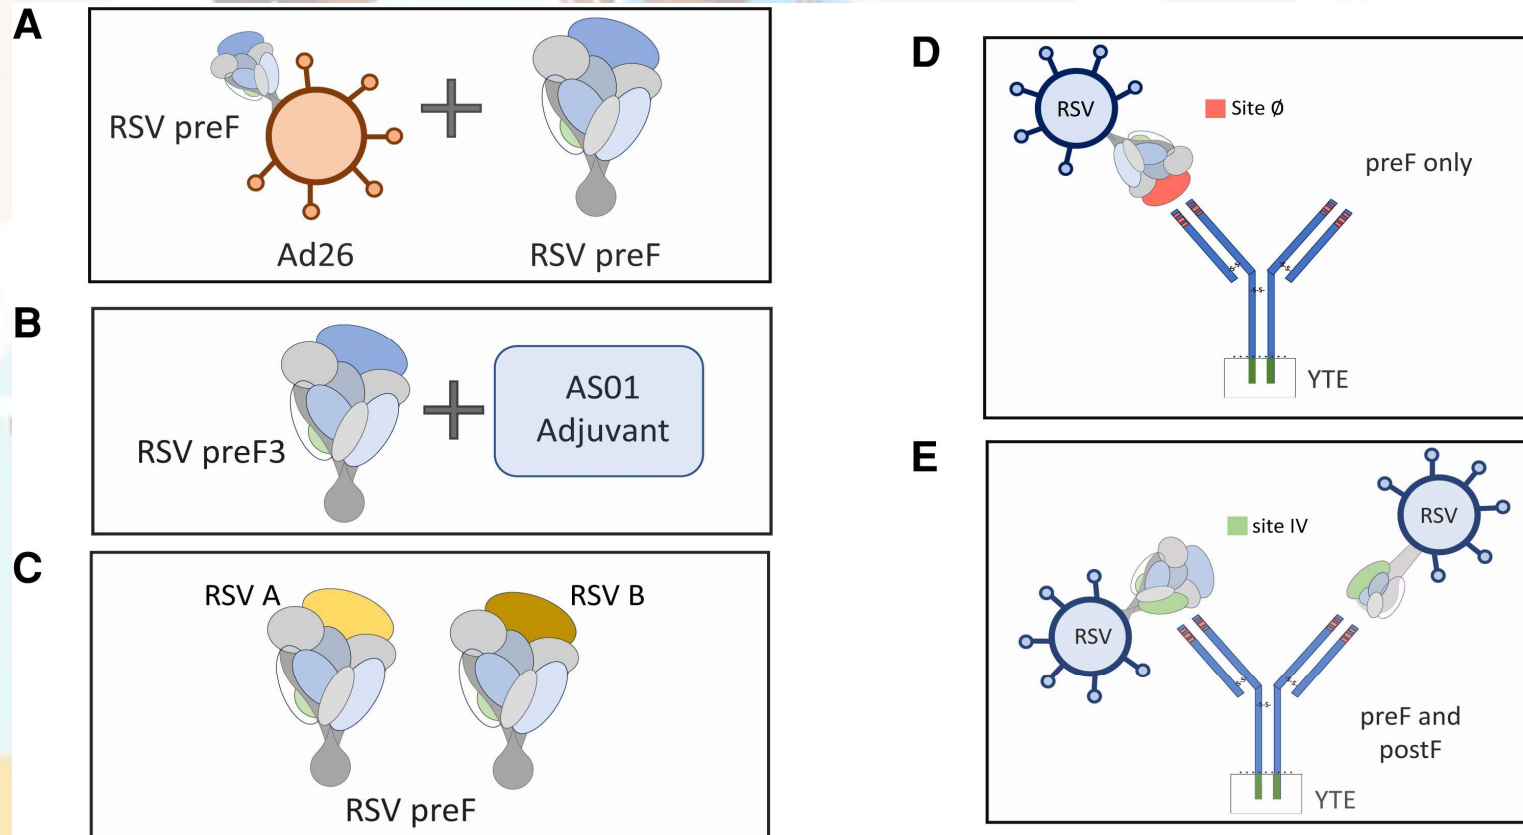 A
RSV preF
Ad26
RSV preF
B
RSV preF3
AS01
Adjuvant
C
RSV A
RSV B
RSV preF
D
RSV
Site Ø
preF only
-S-S-
-S-S-
-S-S-
YTE
E
RSV
site IV
RSV
-S-S-
-S-S-
-S-S-
preF and
postF
YTE